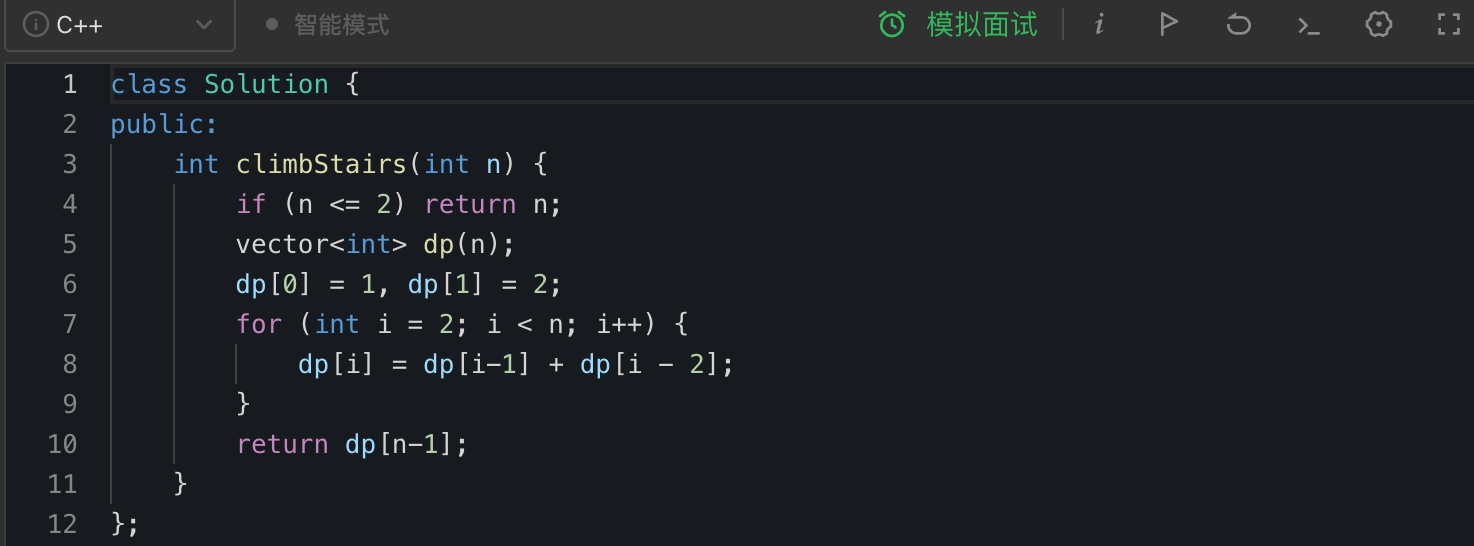 C++ 智能模式 模拟面试
1 class Solution {
2 public:
3     int climbStairs(int n) {
4         if (n <= 2) return n;
5         vector<int> dp(n);
6         dp[0] = 1, dp[1] = 2;
7         for (int i = 2; i < n; i++) {
8             dp[i] = dp[i-1] + dp[i - 2];
9         }
10         return dp[n-1];
11     }
12 };